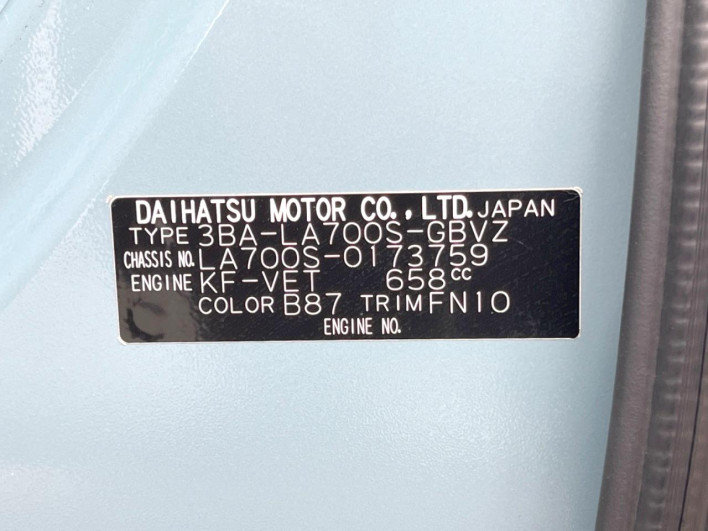 DAIHATSU MOTOR CO., LTD. JAPAN
TYPE 3BA-LA700S-GBVZ
CHASSIS NO. LA700S-0173759
ENGINE KF-VET 658cc
COLOR B87 TRIM FN10
ENGINE NO.